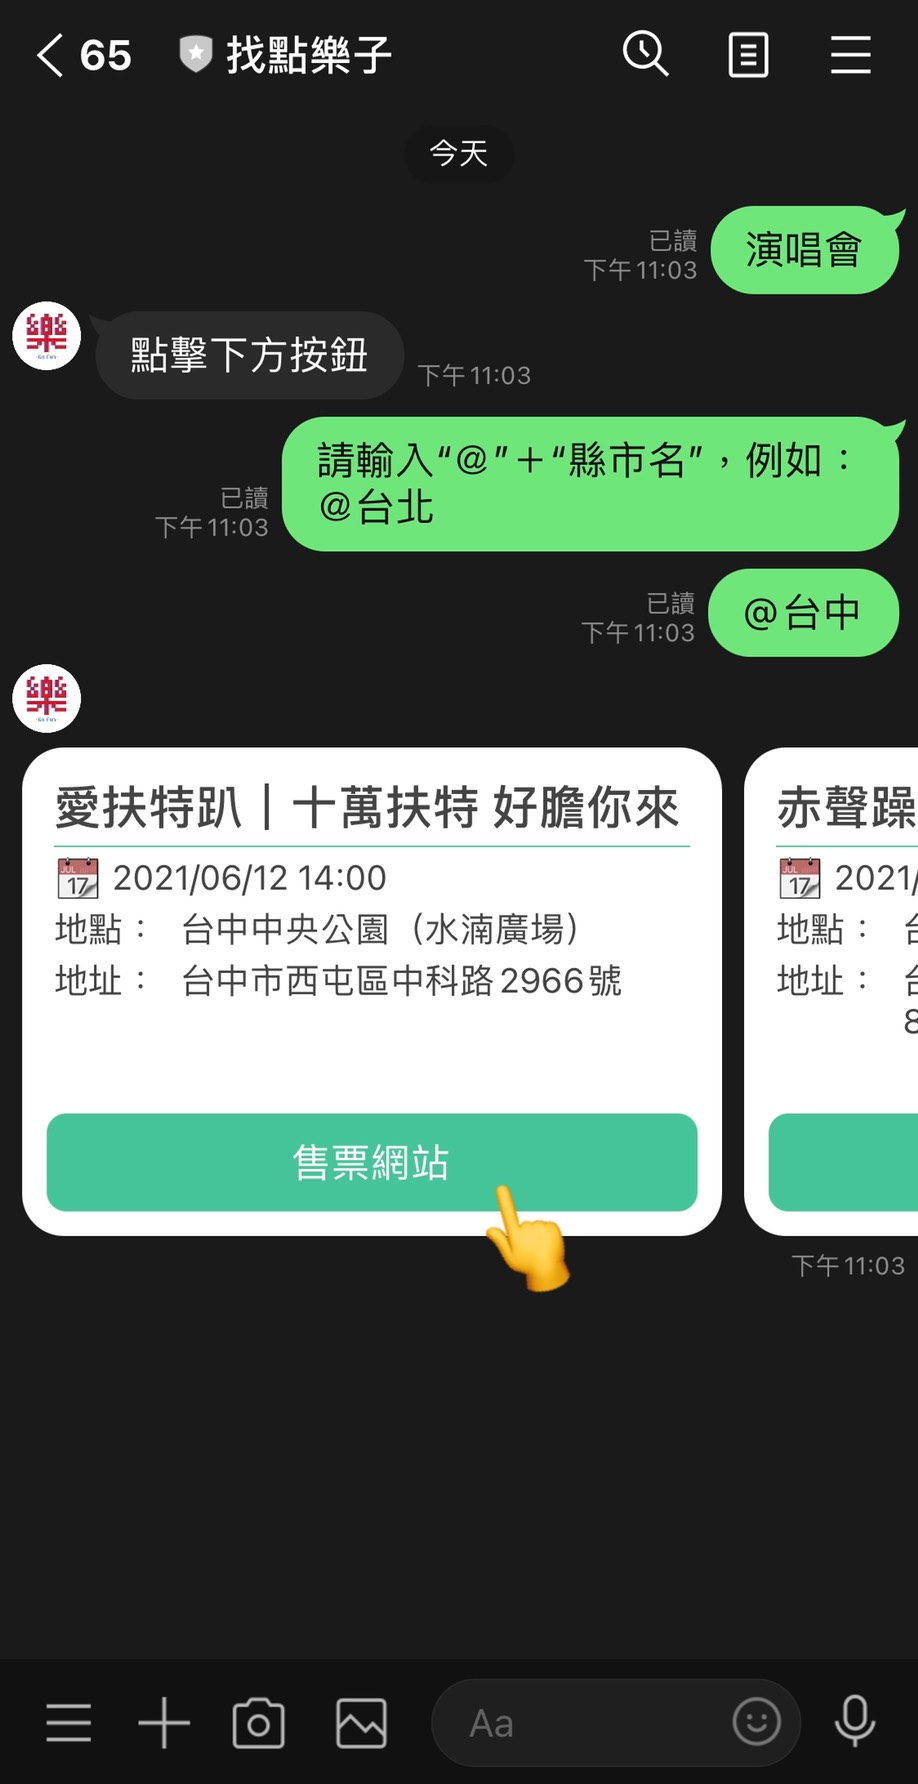 65 找點樂子
今天
演唱會
已讀
下午 11:03
樂
點擊下方按鈕
下午 11:03
請輸入“@”＋“縣市名”，例如：
@台北
已讀
下午 11:03
@台中
已讀
下午 11:03
樂
愛扶特趴｜十萬扶特 好膽你來
JUL 17 2021/06/12 14:00
地點： 台中中央公園（水湳廣場）
地址： 台中市西屯區中科路2966號
售票網站
赤聲躁
JUL 17 2021/
地點：
地址：
8
下午 11:03
Aa